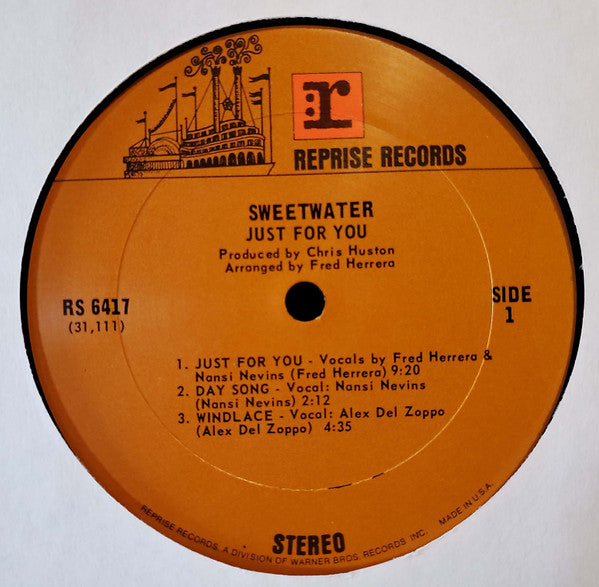 r
REPRISE RECORDS
SWEETWATER
JUST FOR YOU
Produced by Chris Huston
Arranged by Fred Herrera
RS 6417
(31,111)
SIDE
1
1. JUST FOR YOU - Vocals by Fred Herrera &
Nansi Nevins (Fred Herrera) 9:20
2. DAY SONG - Vocal: Nansi Nevins
(Nansi Nevins) 2:12
3. WINDLACE - Vocal: Alex Del Zoppo
(Alex Del Zoppo) 4:35
STEREO
REPRISE RECORDS, A DIVISION OF WARNER BROS. RECORDS INC. MADE IN U.S.A.